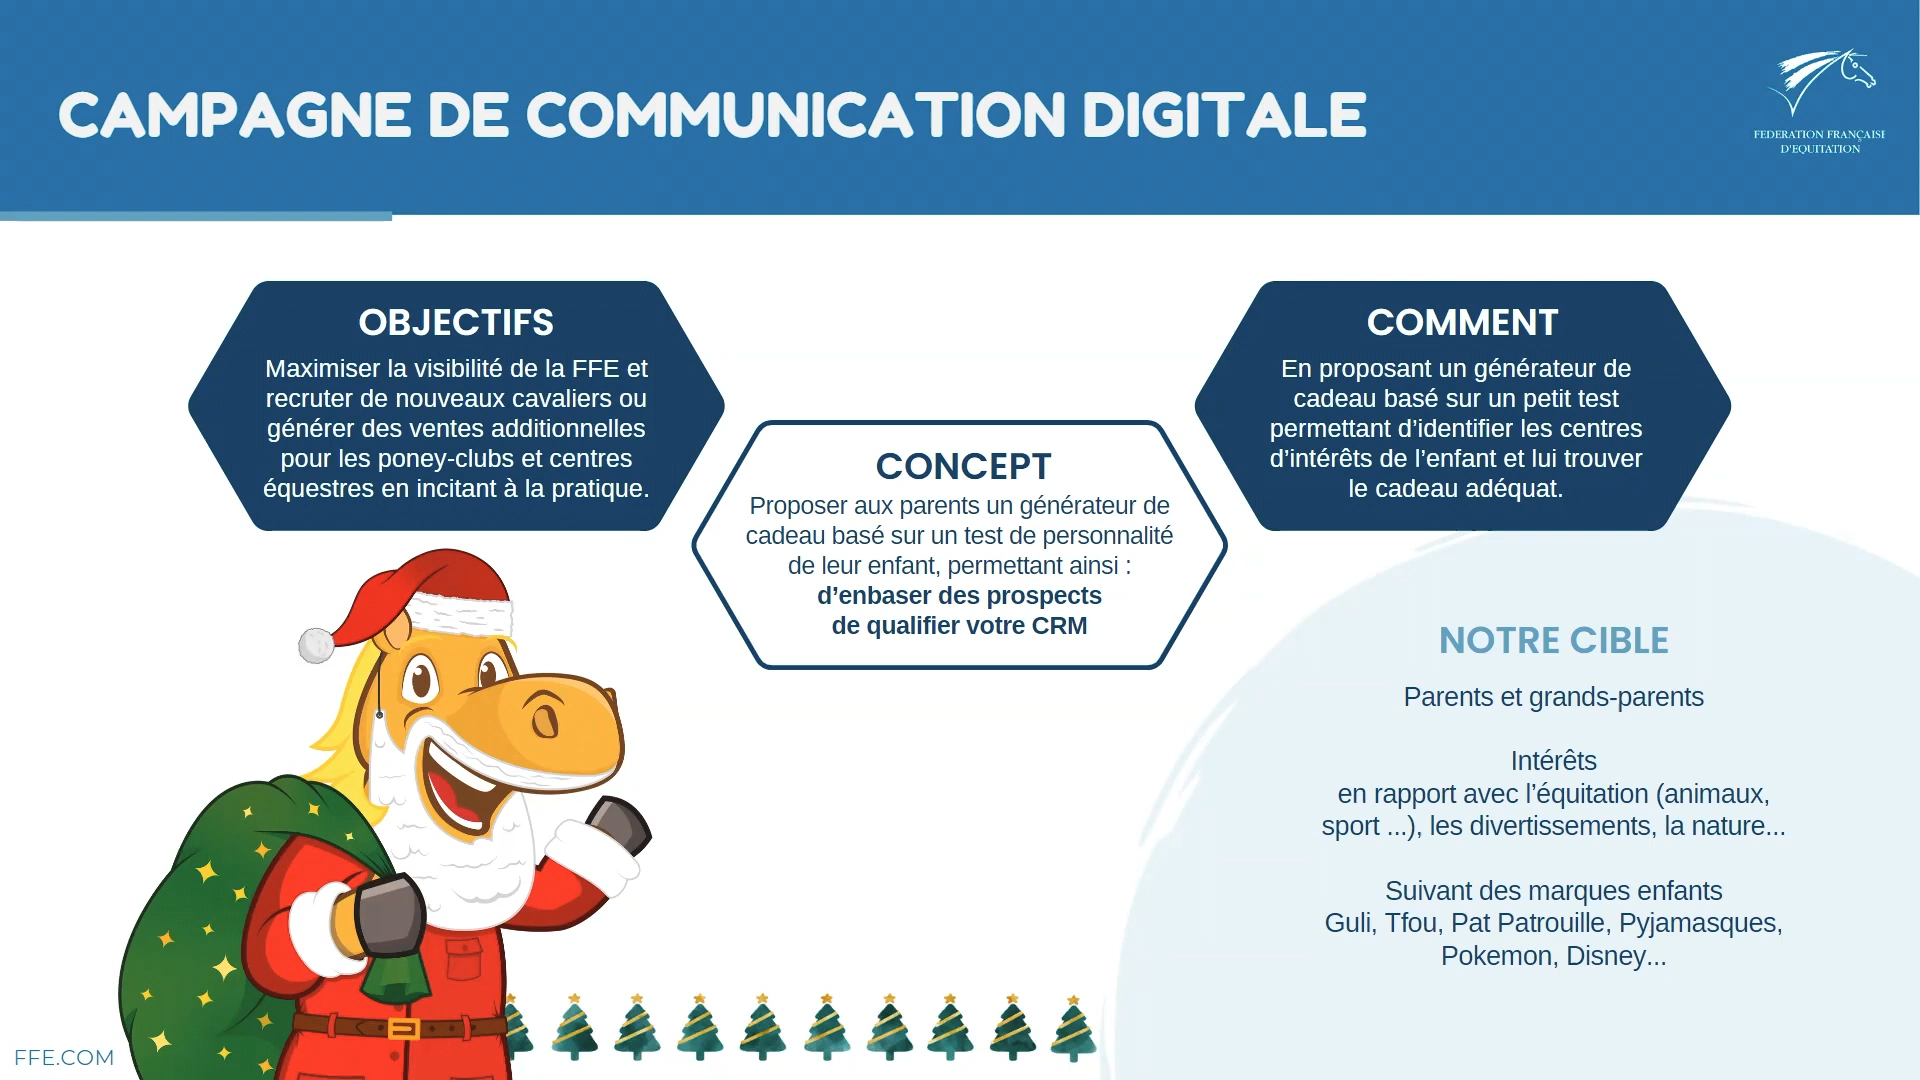 CAMPAGNE DE COMMUNICATION DIGITALE
FEDERATION FRANÇAISE
D'EQUITATION
OBJECTIFS
Maximiser la visibilité de la FFE et
recruter de nouveaux cavaliers ou
générer des ventes additionnelles
pour les poney-clubs et centres
équestres en incitant à la pratique.
CONCEPT
Proposer aux parents un générateur de
cadeau basé sur un test de personnalité
de leur enfant, permettant ainsi :
d’enbaser des prospects
de qualifier votre CRM
COMMENT
En proposant un générateur de
cadeau basé sur un petit test
permettant d’identifier les centres
d’intérêts de l’enfant et lui trouver
le cadeau adéquat.
NOTRE CIBLE
Parents et grands-parents
Intérêts
en rapport avec l’équitation (animaux,
sport ...), les divertissements, la nature...
Suivant des marques enfants
Guli, Tfou, Pat Patrouille, Pyjamasques,
Pokemon, Disney...
FFE.COM